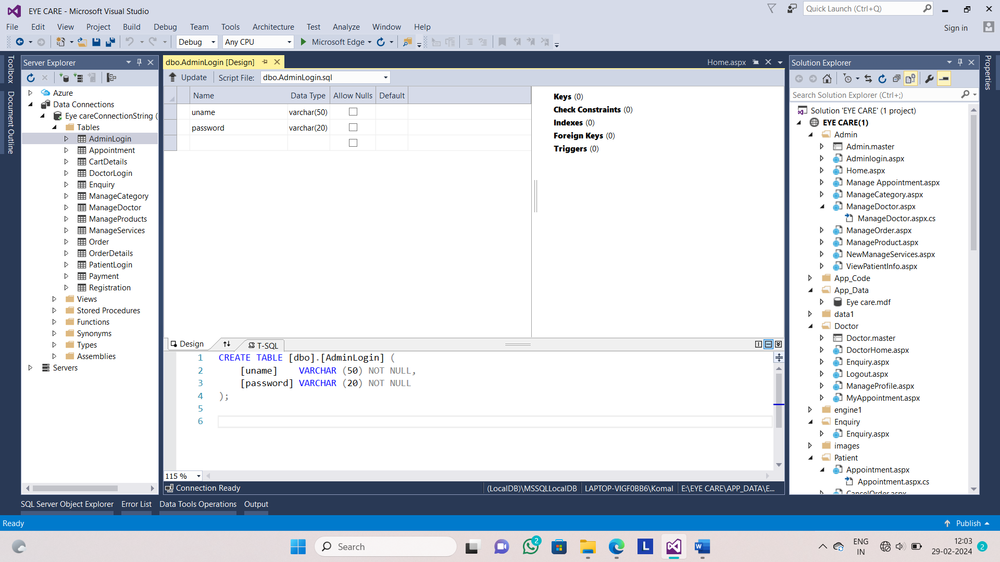 EYE CARE - Microsoft Visual Studio
Quick Launch (Ctrl+Q)
File Edit View Project Build Debug Team Tools Architecture Test Analyze Window Help
Sign in
Debug Any CPU Microsoft Edge
Toolbox
Document Outline
Server Explorer
Azure
Data Connections
Eye careConnectionString (
Tables
AdminLogin
Appointment
CartDetails
DoctorLogin
Enquiry
ManageCategory
ManageDoctor
ManageProducts
ManageServices
Order
OrderDetails
PatientLogin
Payment
Registration
Views
Stored Procedures
Functions
Synonyms
Types
Assemblies
Servers
dbo.AdminLogin [Design]
Home.aspx
Update Script File: dbo.AdminLogin.sql
Name Data Type Allow Nulls Default
uname varchar(50)
password varchar(20)
Keys (0)
Check Constraints (0)
Indexes (0)
Foreign Keys (0)
Triggers (0)
Design T-SQL
1 CREATE TABLE [dbo].[AdminLogin] (
2 [uname] VARCHAR (50) NOT NULL,
3 [password] VARCHAR (20) NOT NULL
4 );
5
6
115 %
Connection Ready (LocalDB)\MSSQLLocalDB LAPTOP-VIGF0BB6\Komal E:\EYE CARE\APP_DATA\E...
Solution Explorer
Search Solution Explorer (Ctrl+;)
Solution 'EYE CARE' (1 project)
EYE CARE(1)
Admin
Admin.master
Adminlogin.aspx
Home.aspx
Manage Appointment.aspx
ManageCategory.aspx
ManageDoctor.aspx
ManageDoctor.aspx.cs
ManageOrder.aspx
ManageProduct.aspx
NewManageServices.aspx
ViewPatientInfo.aspx
App_Code
App_Data
Eye care.mdf
data1
Doctor
Doctor.master
DoctorHome.aspx
Enquiry.aspx
Logout.aspx
ManageProfile.aspx
MyAppointment.aspx
engine1
Enquiry
Enquiry.aspx
images
Patient
Appointment.aspx
Appointment.aspx.cs
CancelOrder.aspx
Properties
SQL Server Object Explorer Error List Data Tools Operations Output
Ready
Publish
Search
2
L
W
ENG
IN
12:03
29-02-2024
2